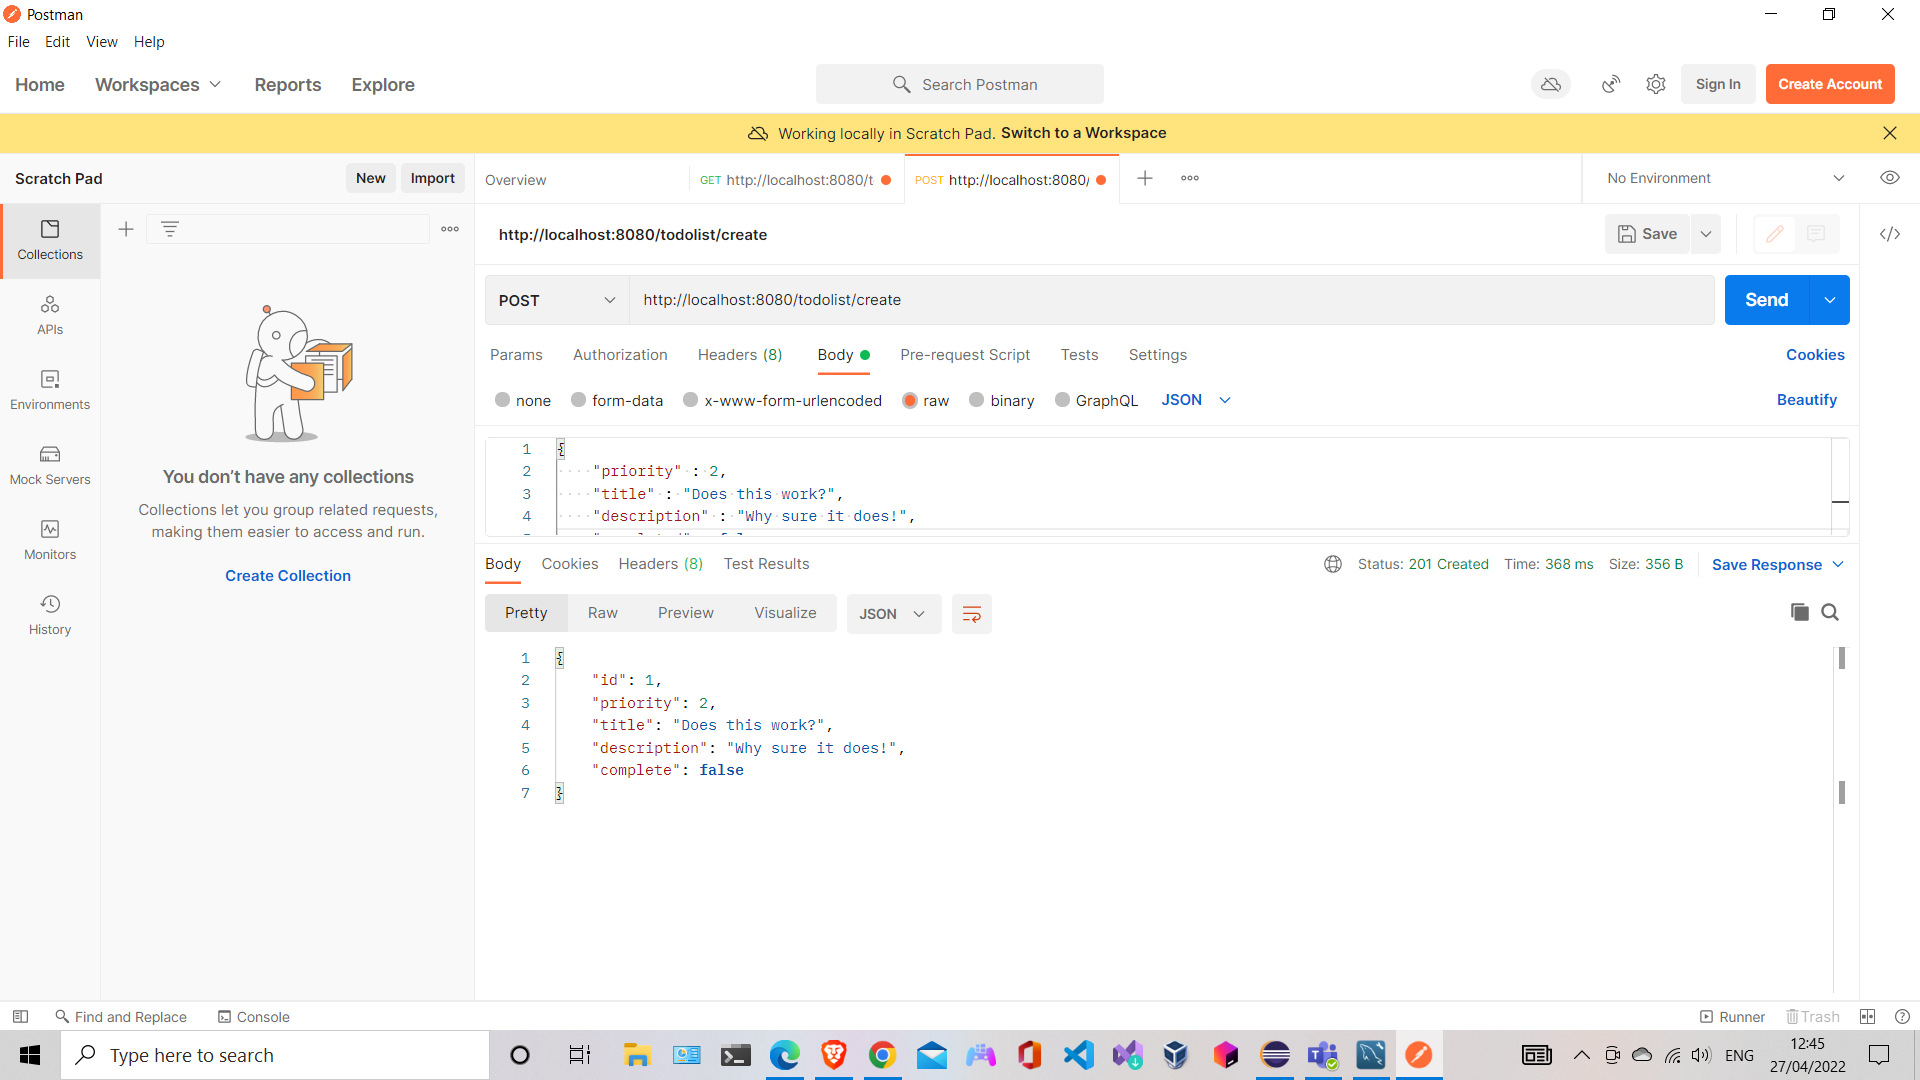 Postman
File Edit View Help
Home Workspaces Reports Explore Search Postman Sign In Create Account
Working locally in Scratch Pad. Switch to a Workspace
Scratch Pad New Import Overview GET http://localhost:8080/t POST http://localhost:8080/ No Environment
Collections
APIs
Environments
Mock Servers
Monitors
History
You don’t have any collections
Collections let you group related requests,
making them easier to access and run.
Create Collection
http://localhost:8080/todolist/create Save
POST http://localhost:8080/todolist/create Send
Params Authorization Headers (8) Body Pre-request Script Tests Settings Cookies
none form-data x-www-form-urlencoded raw binary GraphQL JSON Beautify
1 {
2 "priority" : 2,
3 "title" : "Does this work?",
4 "description" : "Why sure it does!",
Body Cookies Headers (8) Test Results Status: 201 Created Time: 368 ms Size: 356 B Save Response
Pretty Raw Preview Visualize JSON
1 {
2 "id": 1,
3 "priority": 2,
4 "title": "Does this work?",
5 "description": "Why sure it does!",
6 "complete": false
7 }
Find and Replace Console Runner Trash
Type here to search ENG 12:45
27/04/2022